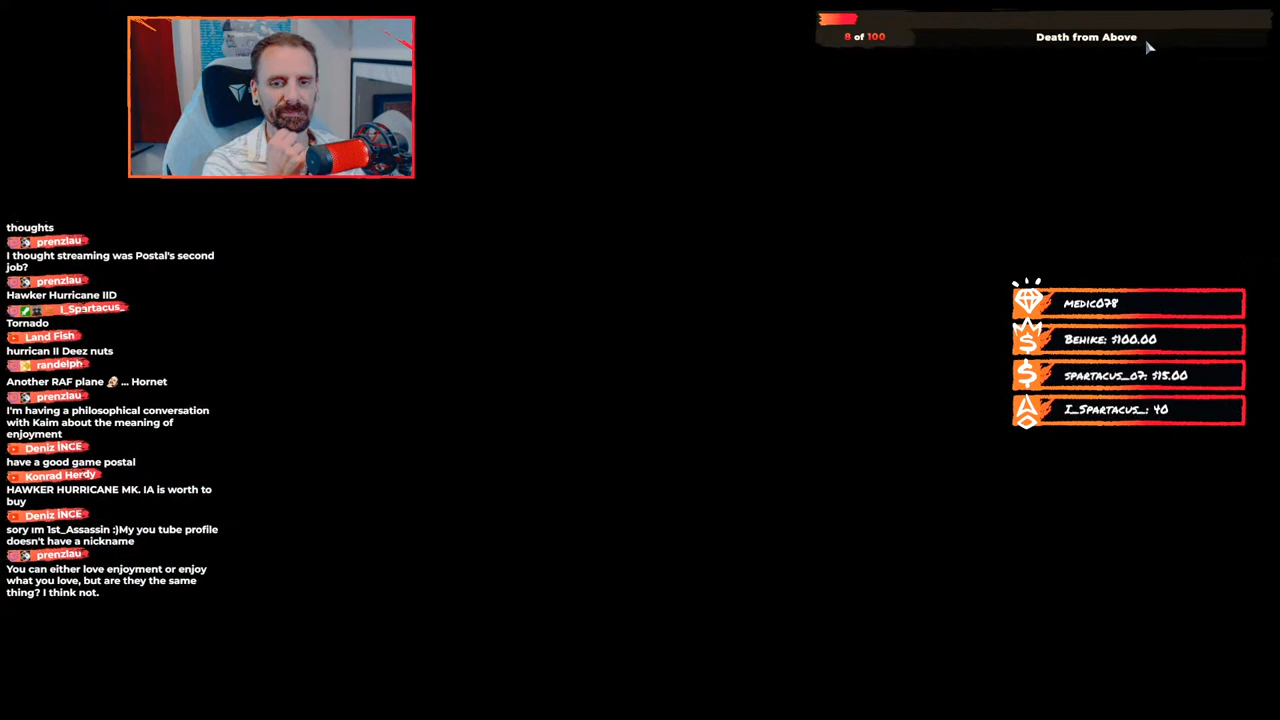 8 of 100
Death from Above
thoughts
prenzlau
I thought streaming was Postal's second
job?
prenzlau
Hawker Hurricane IID
I_Spartacus_
Tornado
Land Fish
hurrican II Deez nuts
randelph
Another RAF plane 👴🏻 ... Hornet
prenzlau
I'm having a philosophical conversation
with Kaim about the meaning of
enjoyment
Deniz İNCE
have a good game postal
Konrad Herdy
HAWKER HURRICANE MK. IA is worth to
buy
Deniz İNCE
sory ım 1st_Assassin :)My you tube profile
doesn't have a nickname
prenzlau
You can either love enjoyment or enjoy
what you love, but are they the same
thing? I think not.
medic078
Behike: $100.00
spartacus_07: $15.00
I_Spartacus_: 40